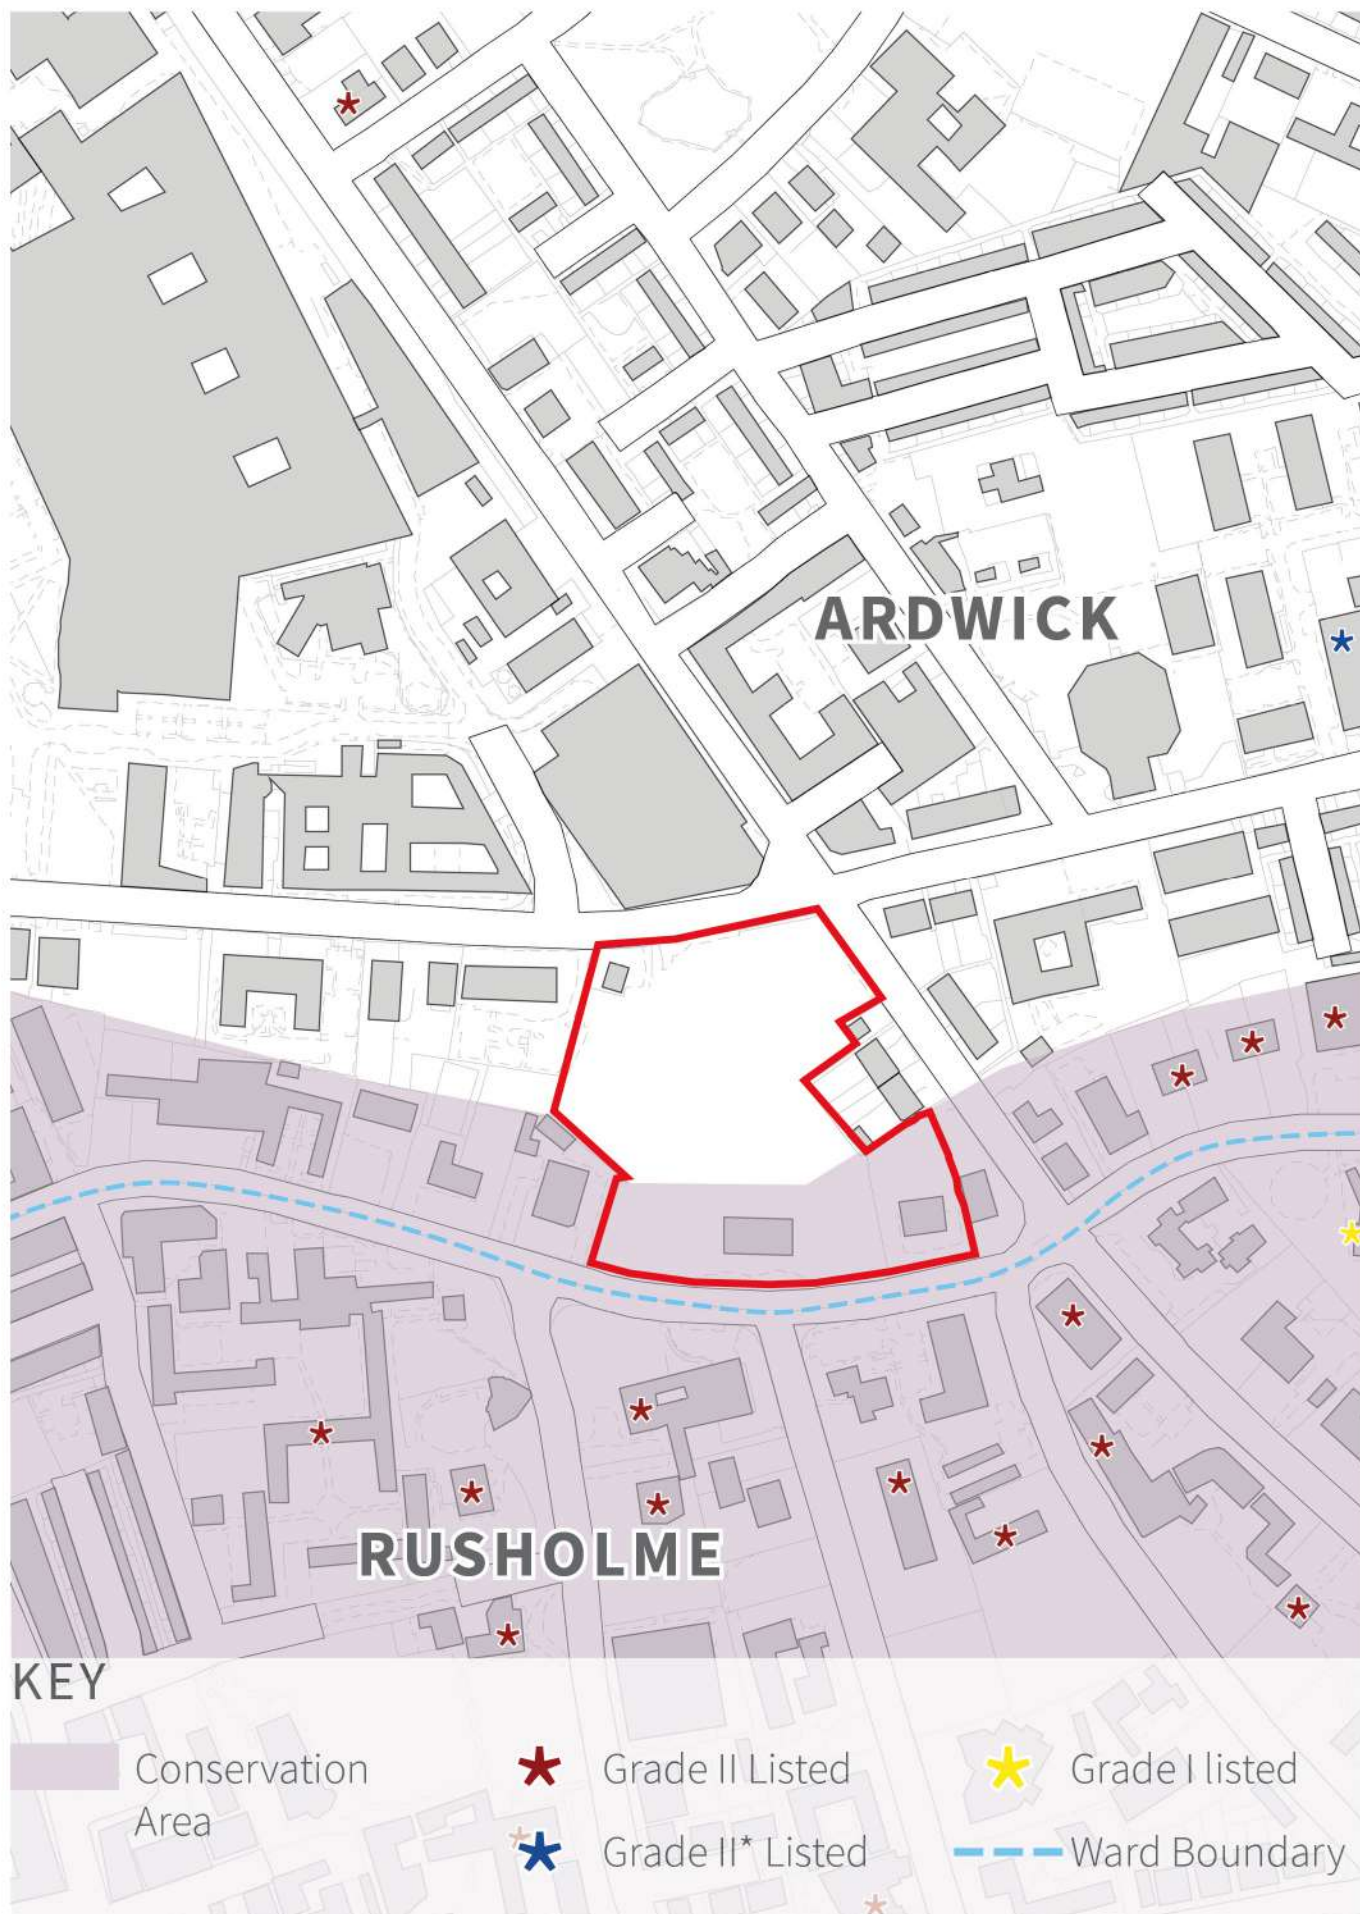 ARDWICK
RUSHOLME
KEY
Conservation
Area
Grade II Listed
Grade II* Listed
Grade I listed
Ward Boundary